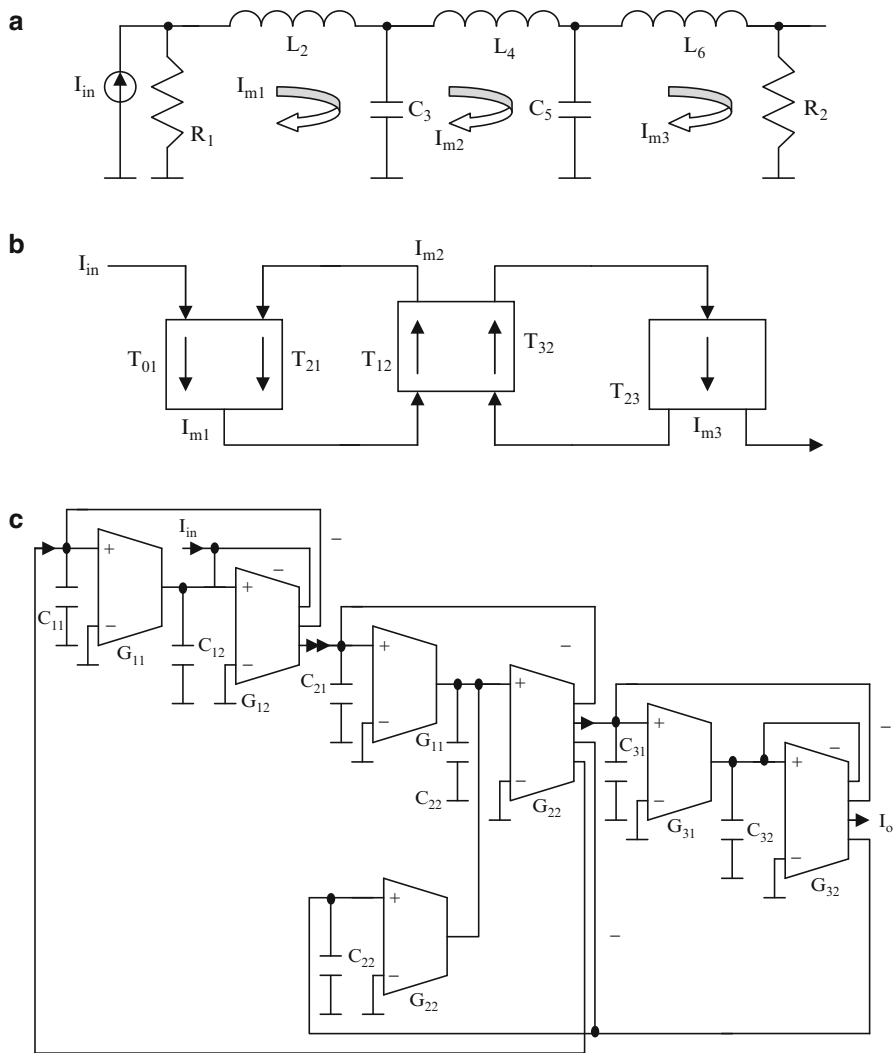 a
L2 L4 L6
Iin R1 Im1 C3 Im2 C5 Im3 R2
b
Iin Im2
T01 T21 T12 T32 T23
Im1 Im3
c
Iin
+ − + − −
C11 − G11 C12 − G12
+ − + −
C21 − G11 C22 − G22
+ − + − −
C31 − G31 C32 − G32 Io
+ −
C22 − G22